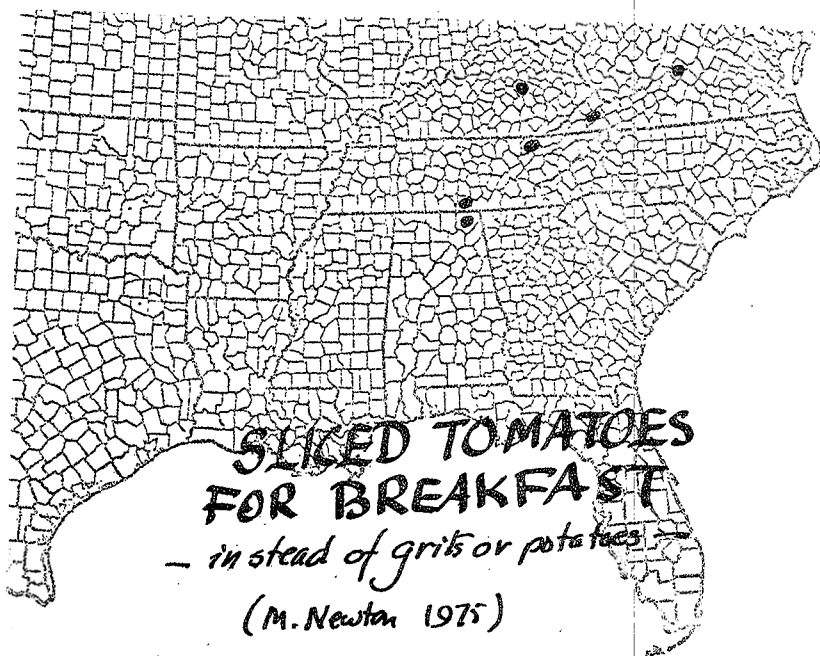 SLICED TOMATOES
FOR BREAKFAST
— instead of grits or potatoes —
(M. Newton 1975)